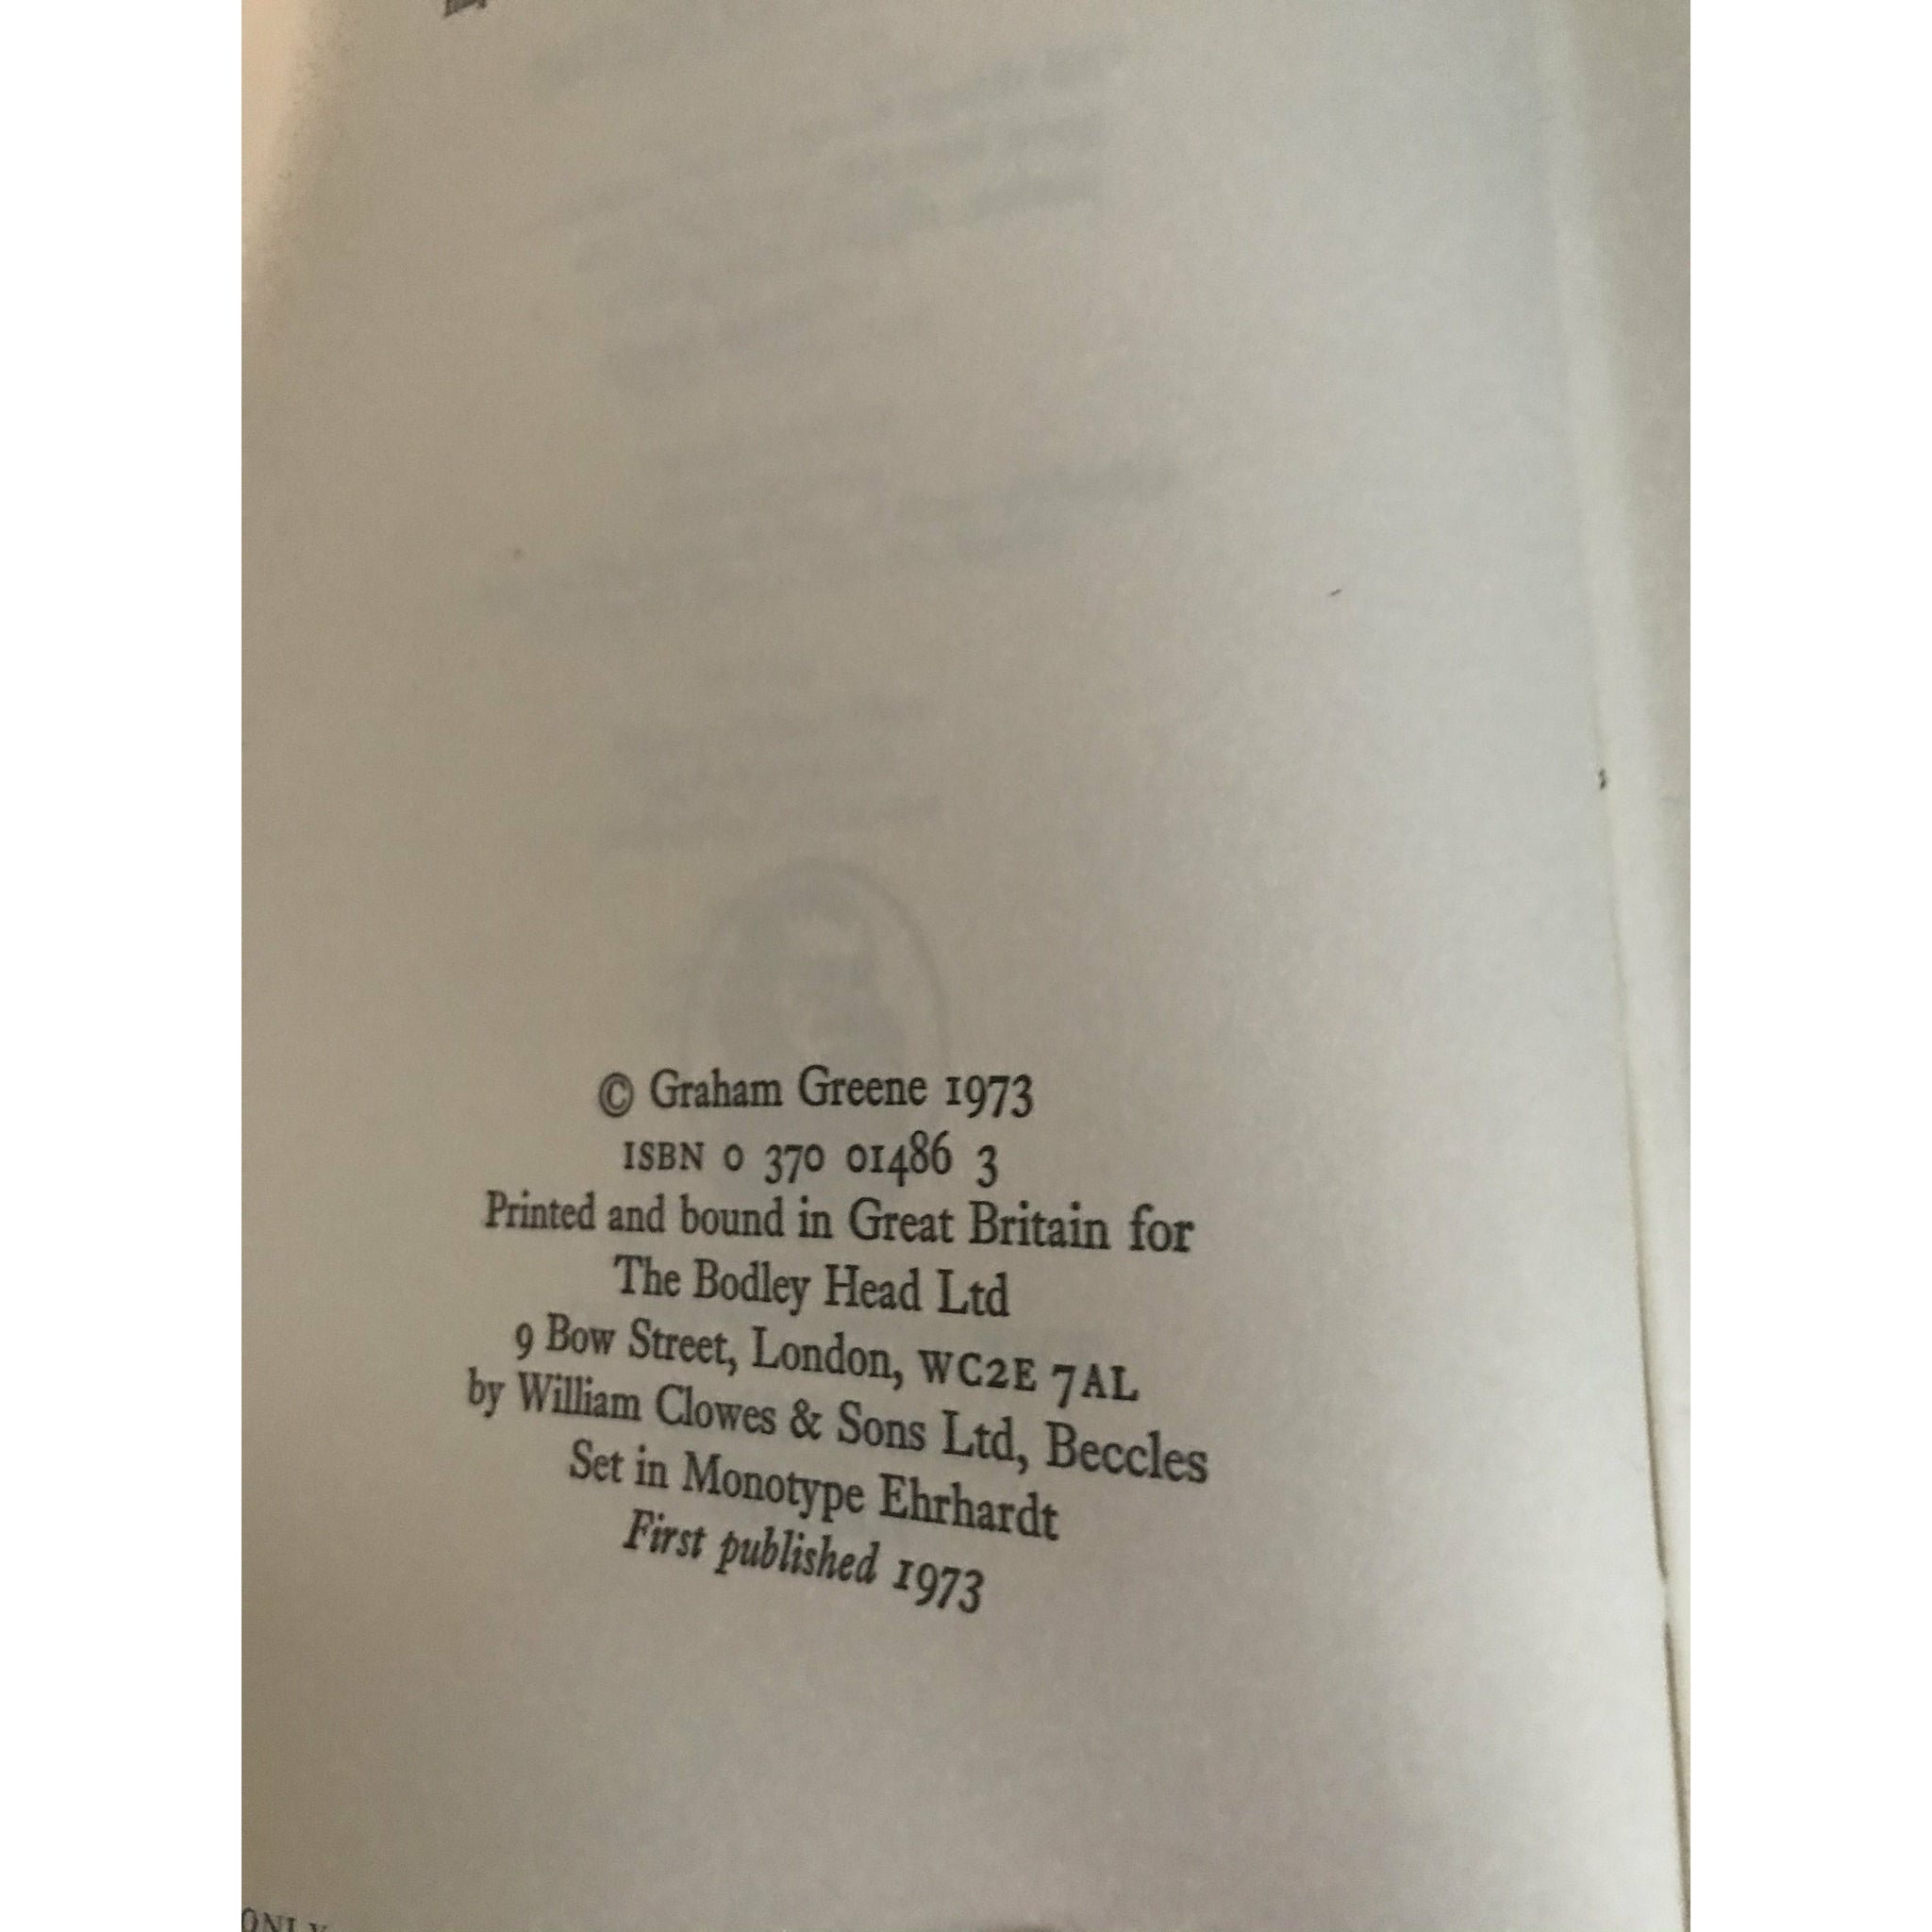 © Graham Greene 1973
ISBN 0 370 01486 3
Printed and bound in Great Britain for
The Bodley Head Ltd
9 Bow Street, London, WC2E 7AL
by William Clowes & Sons Ltd, Beccles
Set in Monotype Ehrhardt
First published 1973
ONLY